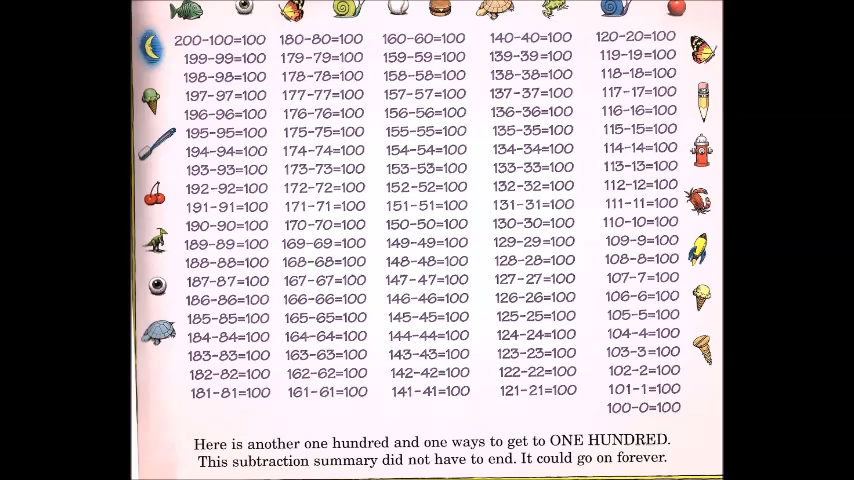 200-100=100 180-80=100 160-60=100 140-40=100 120-20=100
199-99=100 179-79=100 159-59=100 139-39=100 119-19=100
198-98=100 178-78=100 158-58=100 138-38=100 118-18=100
197-97=100 177-77=100 157-57=100 137-37=100 117-17=100
196-96=100 176-76=100 156-56=100 136-36=100 116-16=100
195-95=100 175-75=100 155-55=100 135-35=100 115-15=100
194-94=100 174-74=100 154-54=100 134-34=100 114-14=100
193-93=100 173-73=100 153-53=100 133-33=100 113-13=100
192-92=100 172-72=100 152-52=100 132-32=100 112-12=100
191-91=100 171-71=100 151-51=100 131-31=100 111-11=100
190-90=100 170-70=100 150-50=100 130-30=100 110-10=100
189-89=100 169-69=100 149-49=100 129-29=100 109-9=100
188-88=100 168-68=100 148-48=100 128-28=100 108-8=100
187-87=100 167-67=100 147-47=100 127-27=100 107-7=100
186-86=100 166-66=100 146-46=100 126-26=100 106-6=100
185-85=100 165-65=100 145-45=100 125-25=100 105-5=100
184-84=100 164-64=100 144-44=100 124-24=100 104-4=100
183-83=100 163-63=100 143-43=100 123-23=100 103-3=100
182-82=100 162-62=100 142-42=100 122-22=100 102-2=100
181-81=100 161-61=100 141-41=100 121-21=100 101-1=100
100-0=100
Here is another one hundred and one ways to get to ONE HUNDRED.
This subtraction summary did not have to end. It could go on forever.